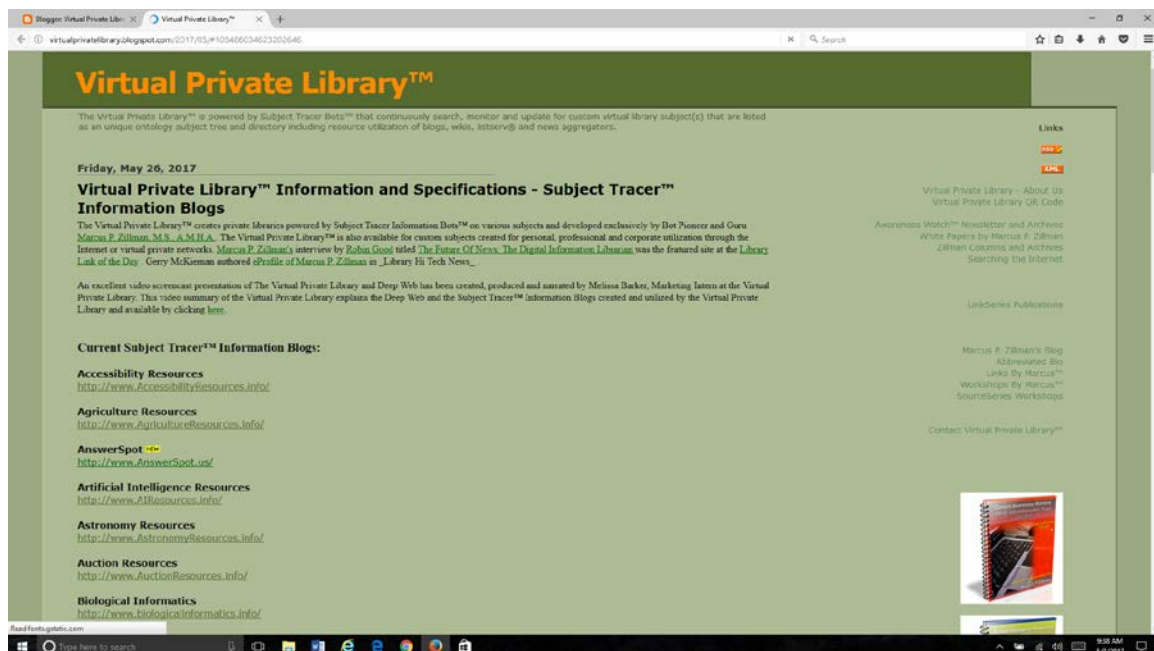 Blogger: Virtual Private Libr
Virtual Private Library™
virtualprivatelibrary.blogspot.com/2017/05/#105486034623202646
Search
Virtual Private Library™
The Virtual Private Library™ is powered by Subject Tracer Bots™ that continuously search, monitor and update for custom virtual library subject(s) that are listed
as an unique ontology subject tree and directory including resource utilization of blogs, wikis, listserv® and news aggregators.
Friday, May 26, 2017
Virtual Private Library™ Information and Specifications - Subject Tracer™
Information Blogs
The Virtual Private Library™ creates private libraries powered by Subject Tracer Information Bots™ on various subjects and developed exclusively by Bot Pioneer and Guru
Marcus P. Zillman, M.S., A.M.H.A.. The Virtual Private Library™ is also available for custom subjects created for personal, professional and corporate utilization through the
Internet or virtual private networks. Marcus P. Zillman's interview by Robin Good titled The Future Of News: The Digital Information Librarian was the featured site at the Library
Link of the Day. Gerry McKiernan authored eProfile of Marcus P. Zillman in _Library Hi Tech News_.
An excellent video screencast presentation of The Virtual Private Library and Deep Web has been created, produced and narrated by Melissa Barker, Marketing Intern at the Virtual
Private Library. This video summary of the Virtual Private Library explains the Deep Web and the Subject Tracer™ Information Blogs created and utilized by the Virtual Private
Library and available by clicking here.
Current Subject Tracer™ Information Blogs:
Accessibility Resources
http://www.AccessibilityResources.info/
Agriculture Resources
http://www.AgricultureResources.info/
AnswerSpot NEW
http://www.AnswerSpot.us/
Artificial Intelligence Resources
http://www.AIResources.info/
Astronomy Resources
http://www.AstronomyResources.info/
Auction Resources
http://www.AuctionResources.info/
Biological Informatics
http://www.biologicalinformatics.info/
Links
RSS
XML
Virtual Private Library - About Us
Virtual Private Library QR Code
Awareness Watch™ Newsletter and Archives
White Papers by Marcus P. Zillman
Zillman Columns and Archives
Searching the Internet
LinkSeries Publications
Marcus P. Zillman's Blog
Abbreviated Bio
Links By Marcus™
Workshops By Marcus™
SourceSeries Workshops
Contact Virtual Private Library™
Read fonts.gstatic.com
Type here to search
9:38 AM